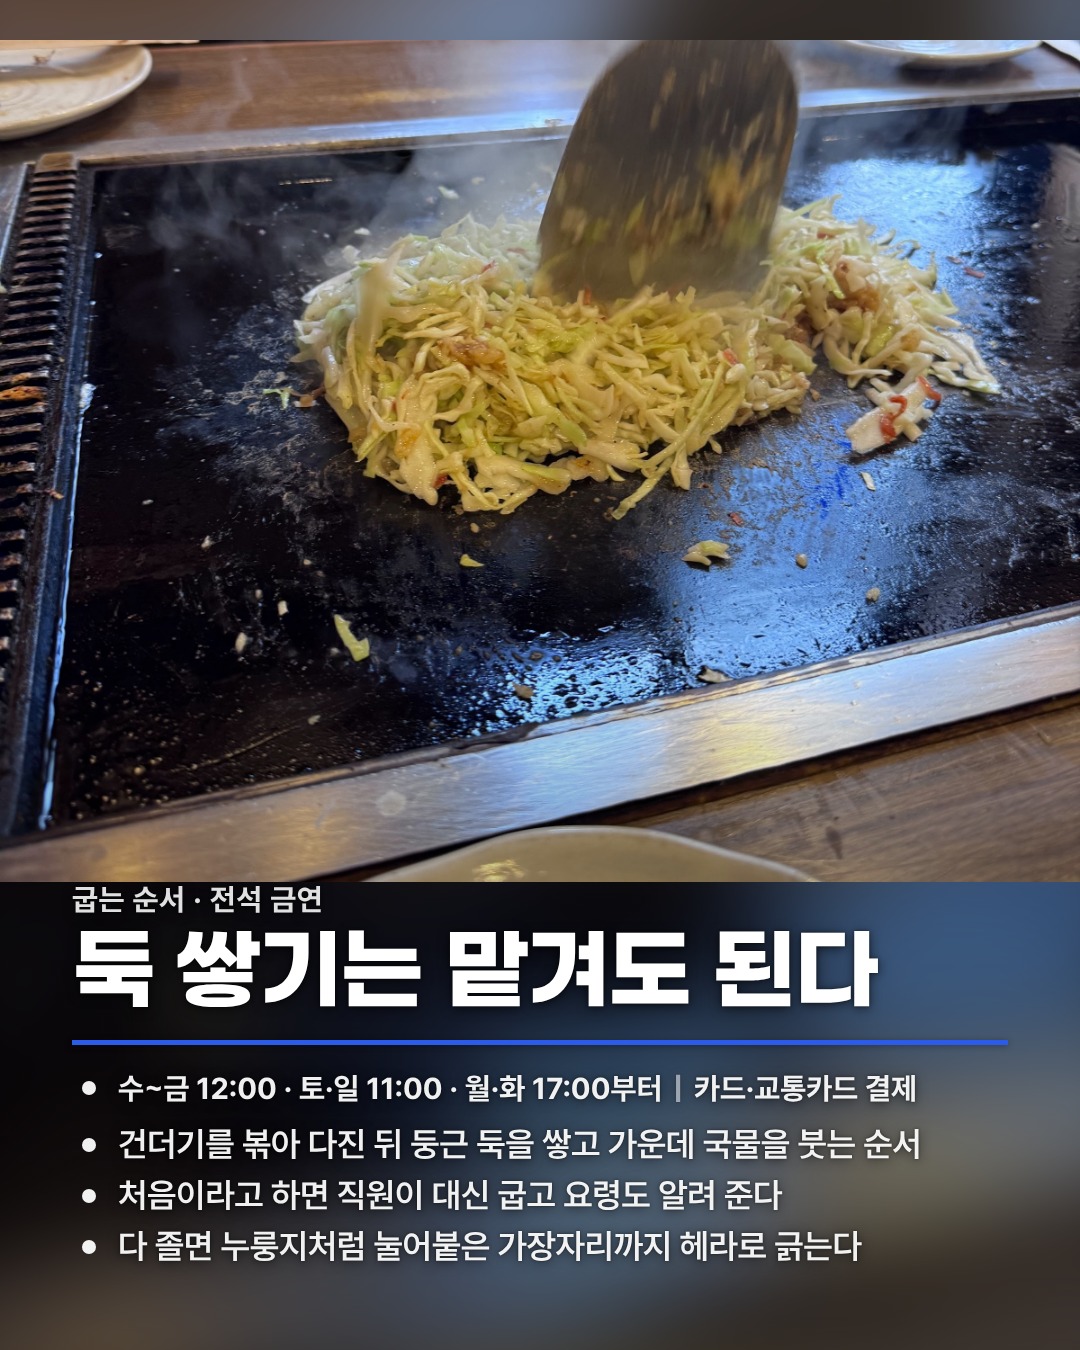 굽는 순서 · 전석 금연
둑 쌓기는 맡겨도 된다
수~금 12:00 · 토·일 11:00 · 월·화 17:00부터 | 카드·교통카드 결제
건더기를 볶아 다진 뒤 둥근 둑을 쌓고 가운데 국물을 붓는 순서
처음이라고 하면 직원이 대신 굽고 요령도 알려 준다
다 졸면 누룽지처럼 눌어붙은 가장자리까지 헤라로 긁는다